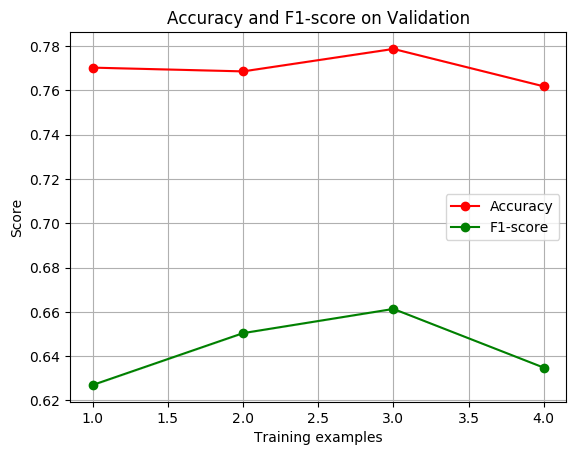 Accuracy and F1-score on Validation
0.78
0.76
0.74
0.72
0.70
0.68
0.66
0.64
0.62
Score
Accuracy
F1-score
1.0 1.5 2.0 2.5 3.0 3.5 4.0
Training examples